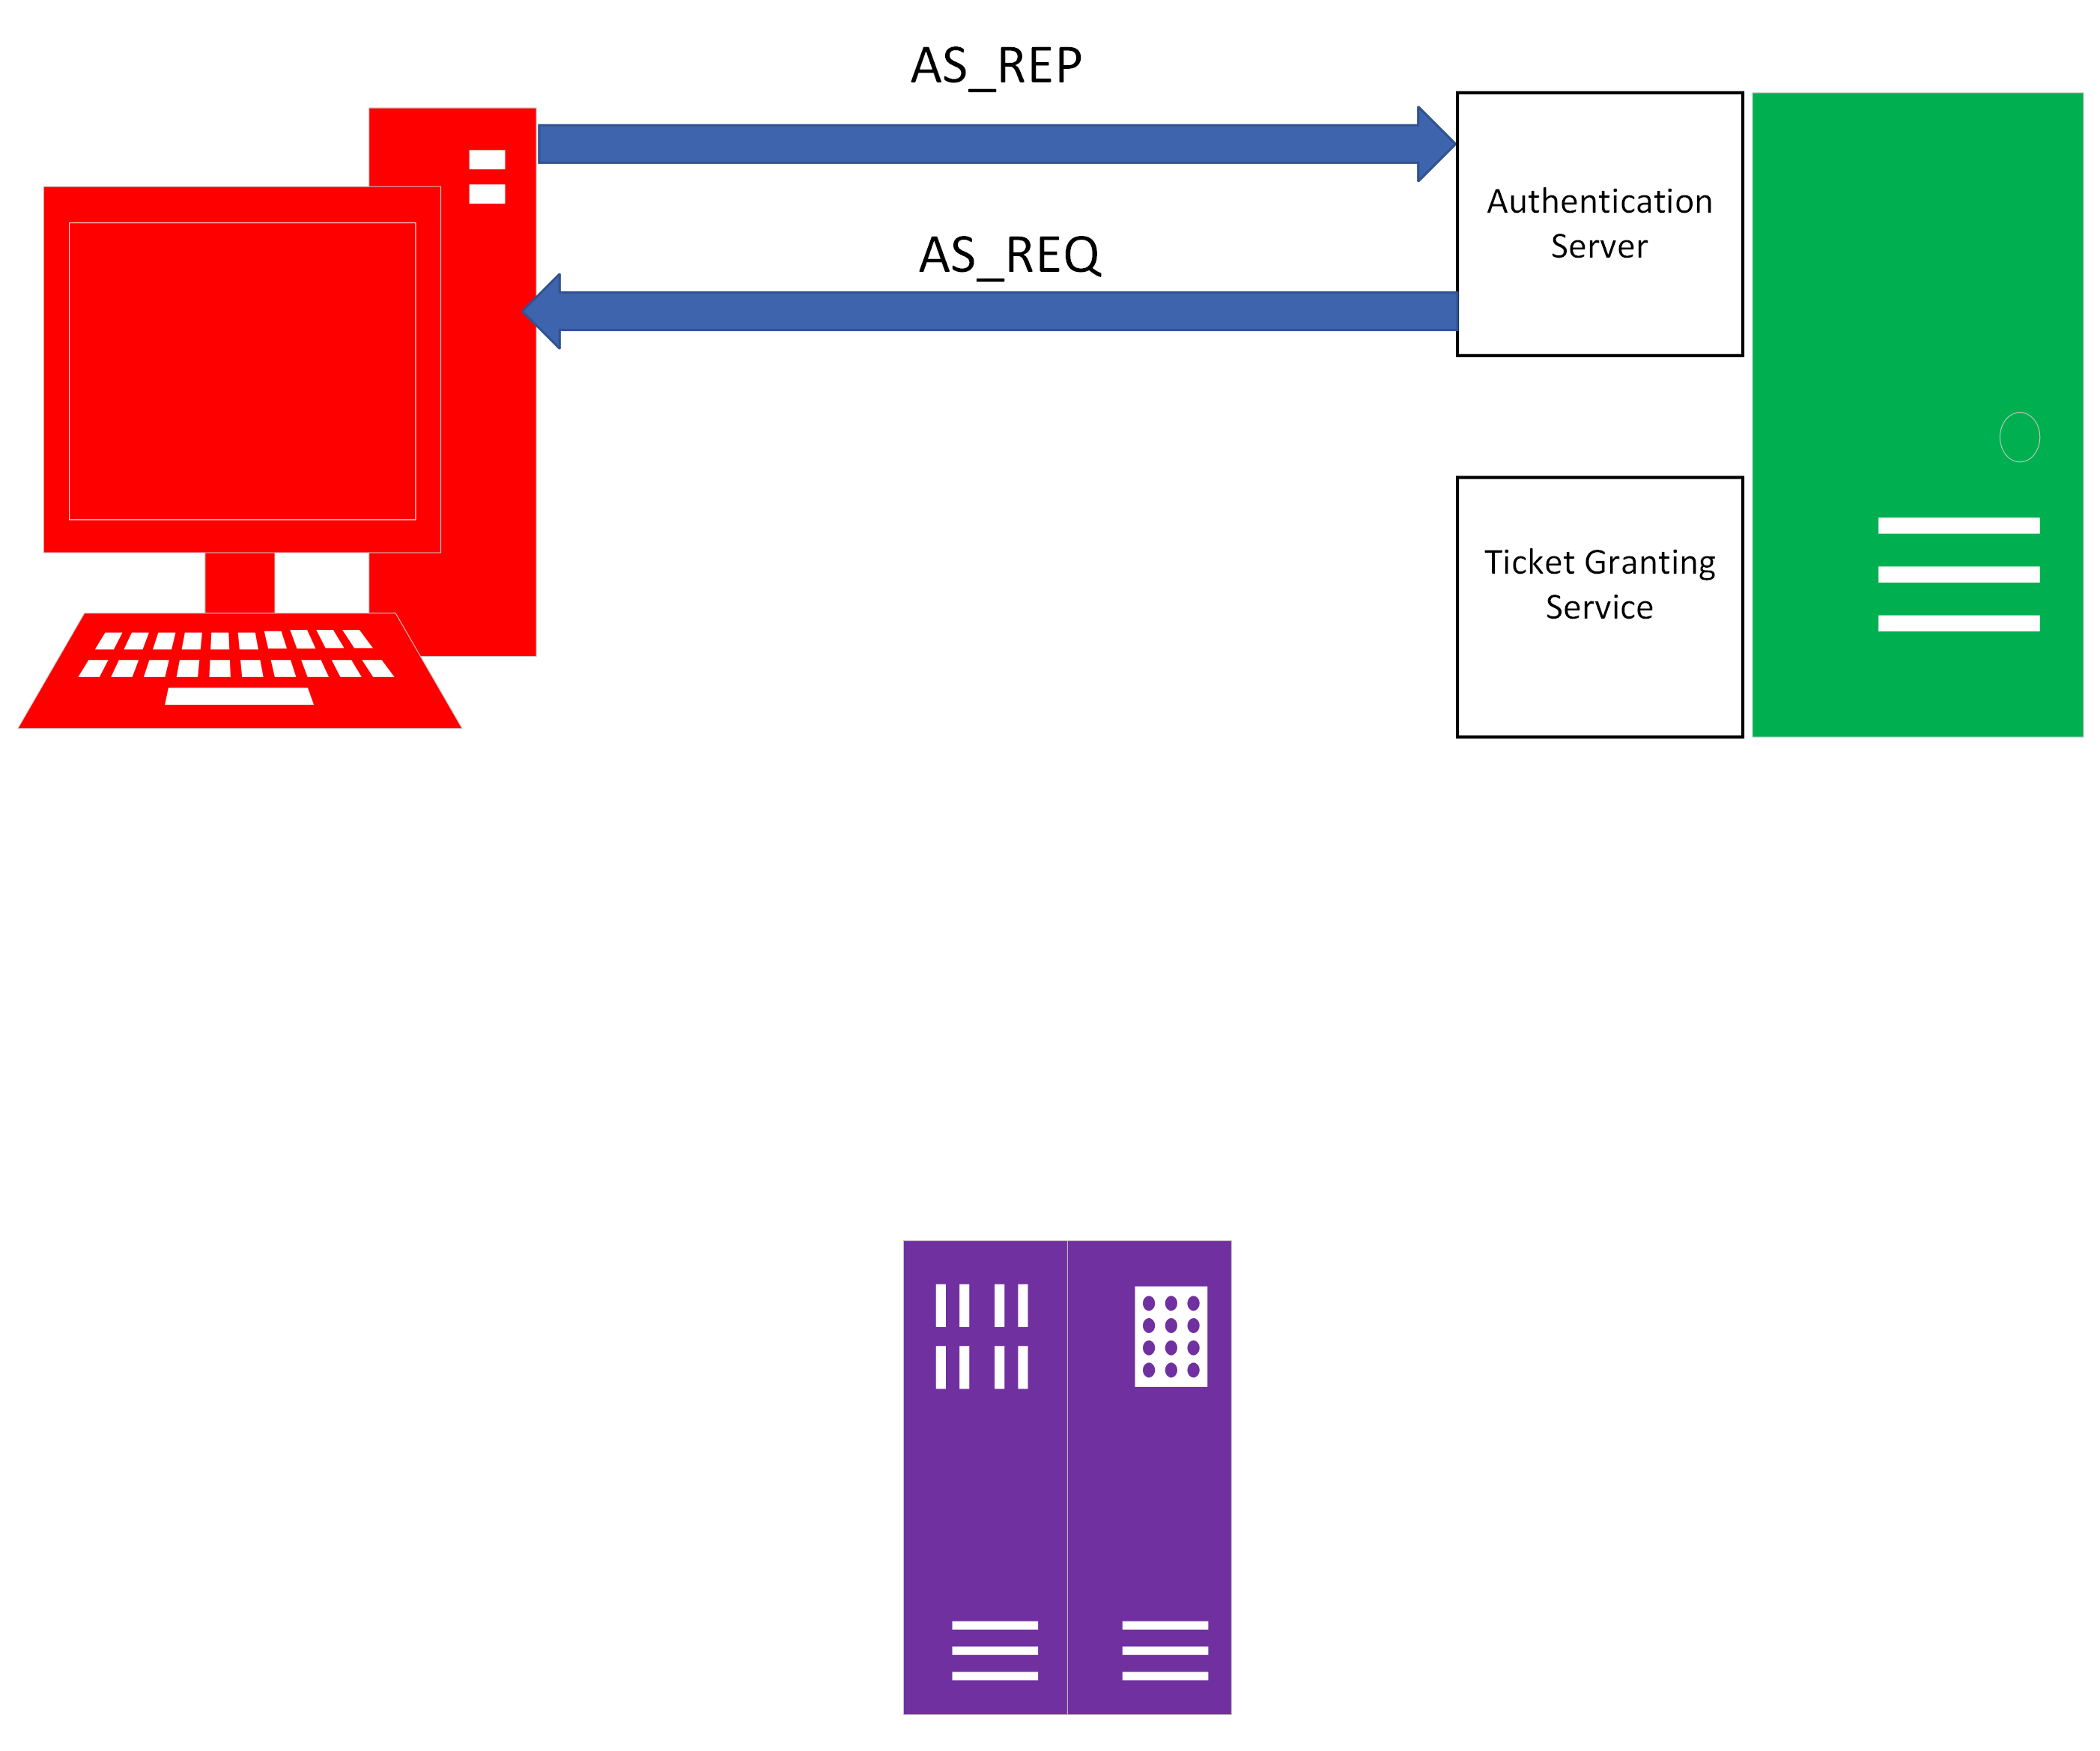 AS_REP
AS_REQ
Authentication
Server
Ticket Granting
Service